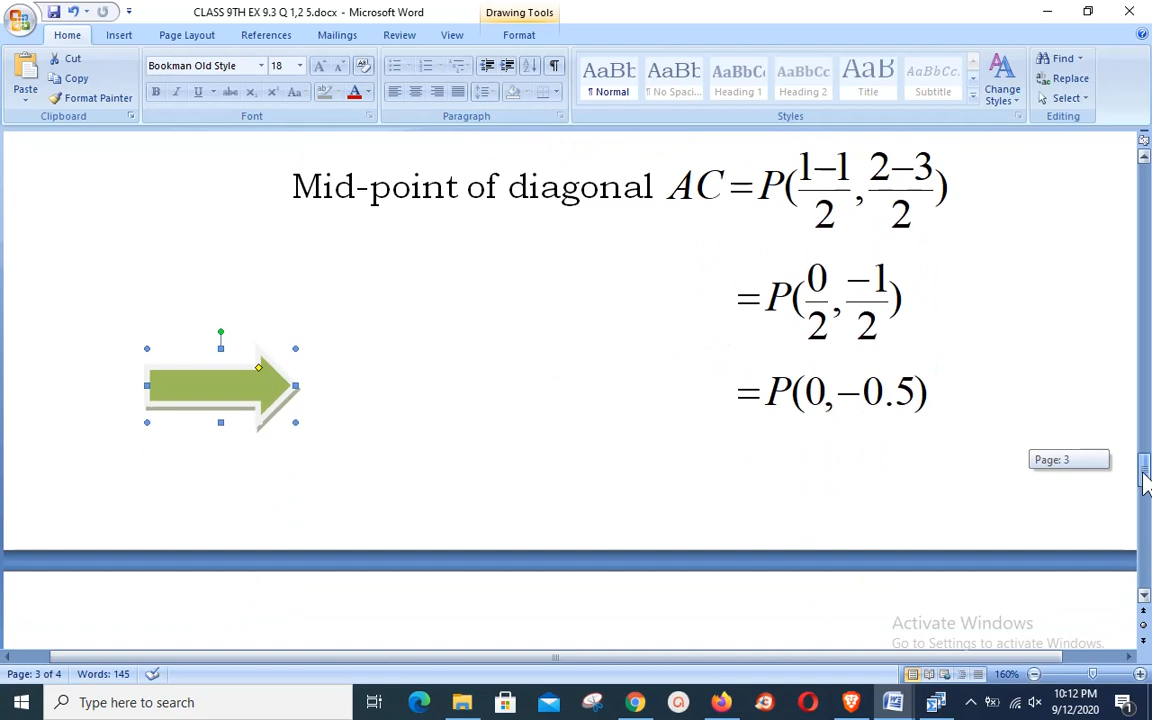 CLASS 9TH EX 9.3 Q 1,2 5.docx - Microsoft Word
Drawing Tools
Home Insert Page Layout References Mailings Review View Format
Paste
Cut
Copy
Format Painter
Clipboard
Bookman Old Style 18
Font
Paragraph
AaBt AaBb AaBbC AaBbCc AaB AaBbCc.
¶ Normal ¶ No Spaci... Heading 1 Heading 2 Title Subtitle
Styles
Change Styles
Find
Replace
Select
Editing
Mid-point of diagonal AC = P(1−1/2, 2−3/2)
= P(0/2, −1/2)
= P(0, −0.5)
Page: 3
Activate Windows
Go to Settings to activate Windows.
Page: 3 of 4 Words: 145 160%
Type here to search
10:12 PM
9/12/2020